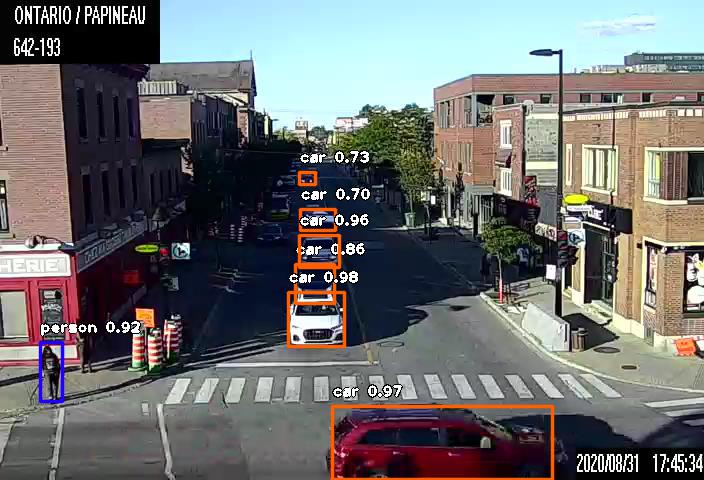 ONTARIO / PAPINEAU
642-193
car 0.73
car 0.70
car 0.96
car 0.86
car 0.98
person 0.92
car 0.97
2020/08/31 17:45:34